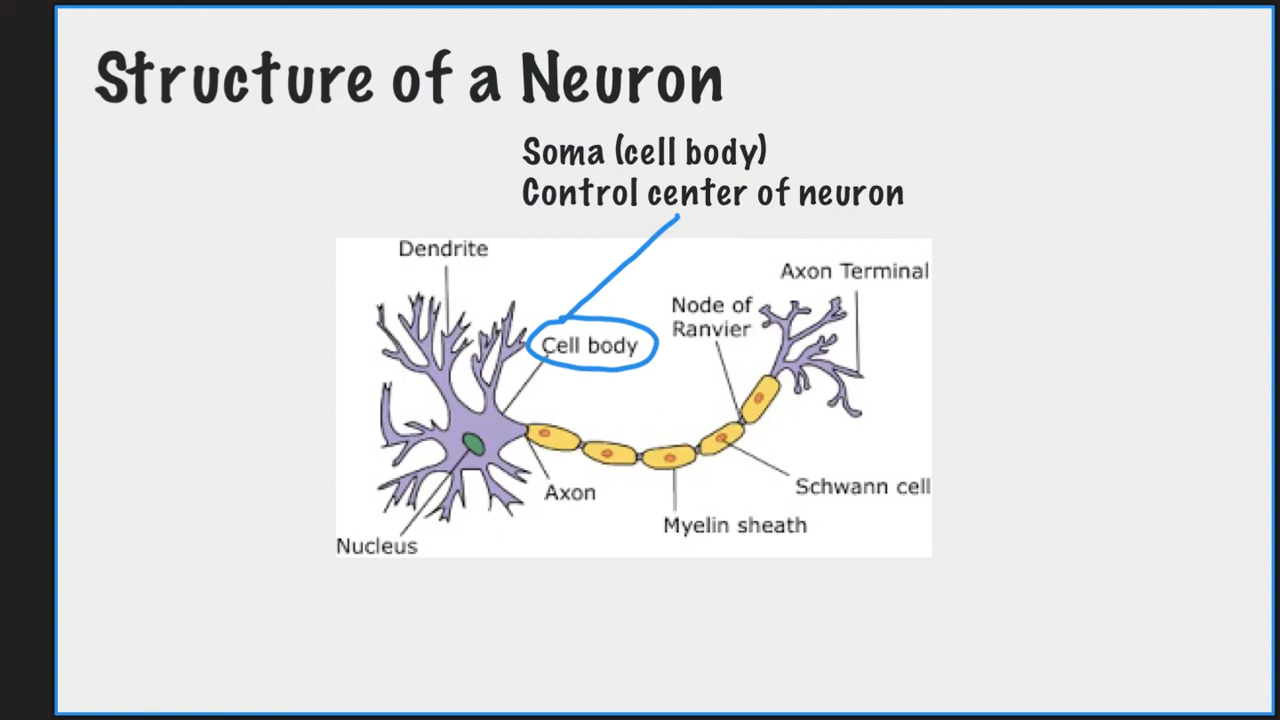 Structure of a Neuron
Soma (cell body)
Control center of neuron
Dendrite
Axon Terminal
Node of
Ranvier
Cell body
Schwann cell
Axon
Myelin sheath
Nucleus